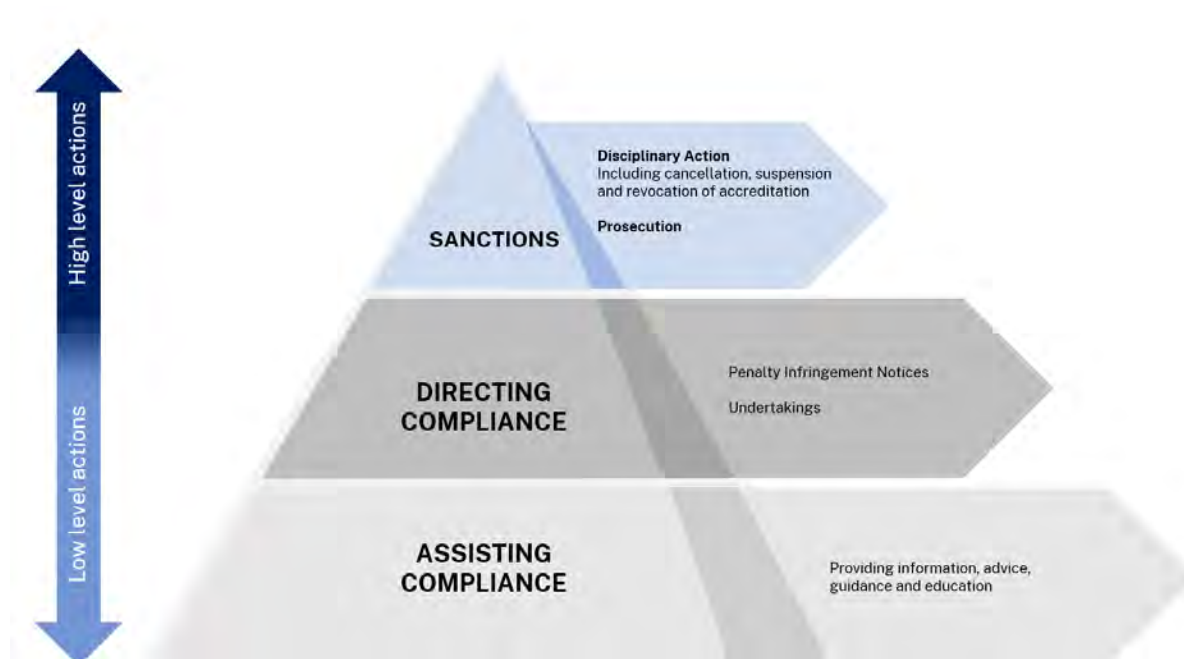 High level actions
Low level actions
SANCTIONS
Disciplinary Action
Including cancellation, suspension
and revocation of accreditation
Prosecution
DIRECTING
COMPLIANCE
Penalty Infringement Notices
Undertakings
ASSISTING
COMPLIANCE
Providing information, advice,
guidance and education